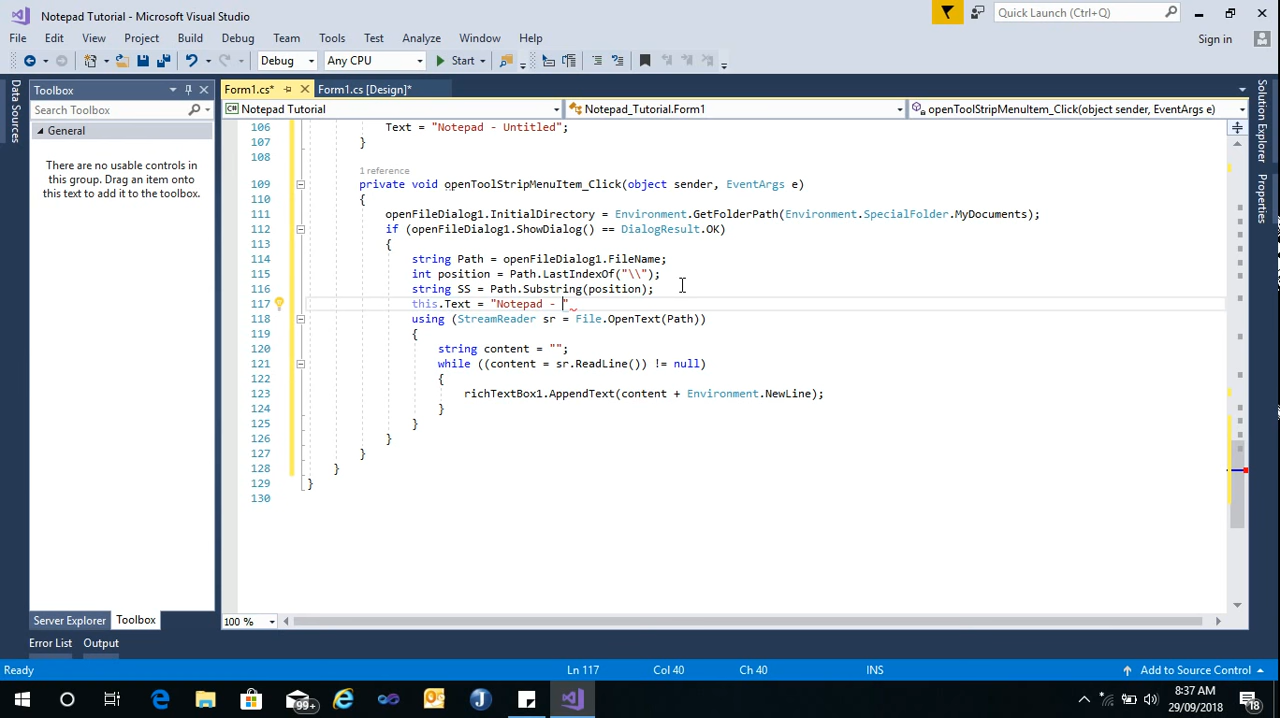 Notepad Tutorial - Microsoft Visual Studio
Quick Launch (Ctrl+Q)
File Edit View Project Build Debug Team Tools Test Analyze Window Help
Sign in
Debug Any CPU Start
Data Sources
Toolbox
Form1.cs* Form1.cs [Design]*
Search Toolbox
Notepad Tutorial Notepad_Tutorial.Form1 openToolStripMenuItem_Click(object sender, EventArgs e)
General
There are no usable controls in
this group. Drag an item onto
this text to add it to the toolbox.
106 Text = "Notepad - Untitled";
107 }
108
1 reference
109 private void openToolStripMenuItem_Click(object sender, EventArgs e)
110 {
111 openFileDialog1.InitialDirectory = Environment.GetFolderPath(Environment.SpecialFolder.MyDocuments);
112 if (openFileDialog1.ShowDialog() == DialogResult.OK)
113 {
114 string Path = openFileDialog1.FileName;
115 int position = Path.LastIndexOf("\\");
116 string SS = Path.Substring(position);
117 this.Text = "Notepad - "
118 using (StreamReader sr = File.OpenText(Path))
119 {
120 string content = "";
121 while ((content = sr.ReadLine()) != null)
122 {
123 richTextBox1.AppendText(content + Environment.NewLine);
124 }
125 }
126 }
127 }
128 }
129 }
130
Solution Explorer
Properties
Server Explorer Toolbox
100 %
Error List Output
Ready Ln 117 Col 40 Ch 40 INS Add to Source Control
99+
8:37 AM
29/09/2018
18